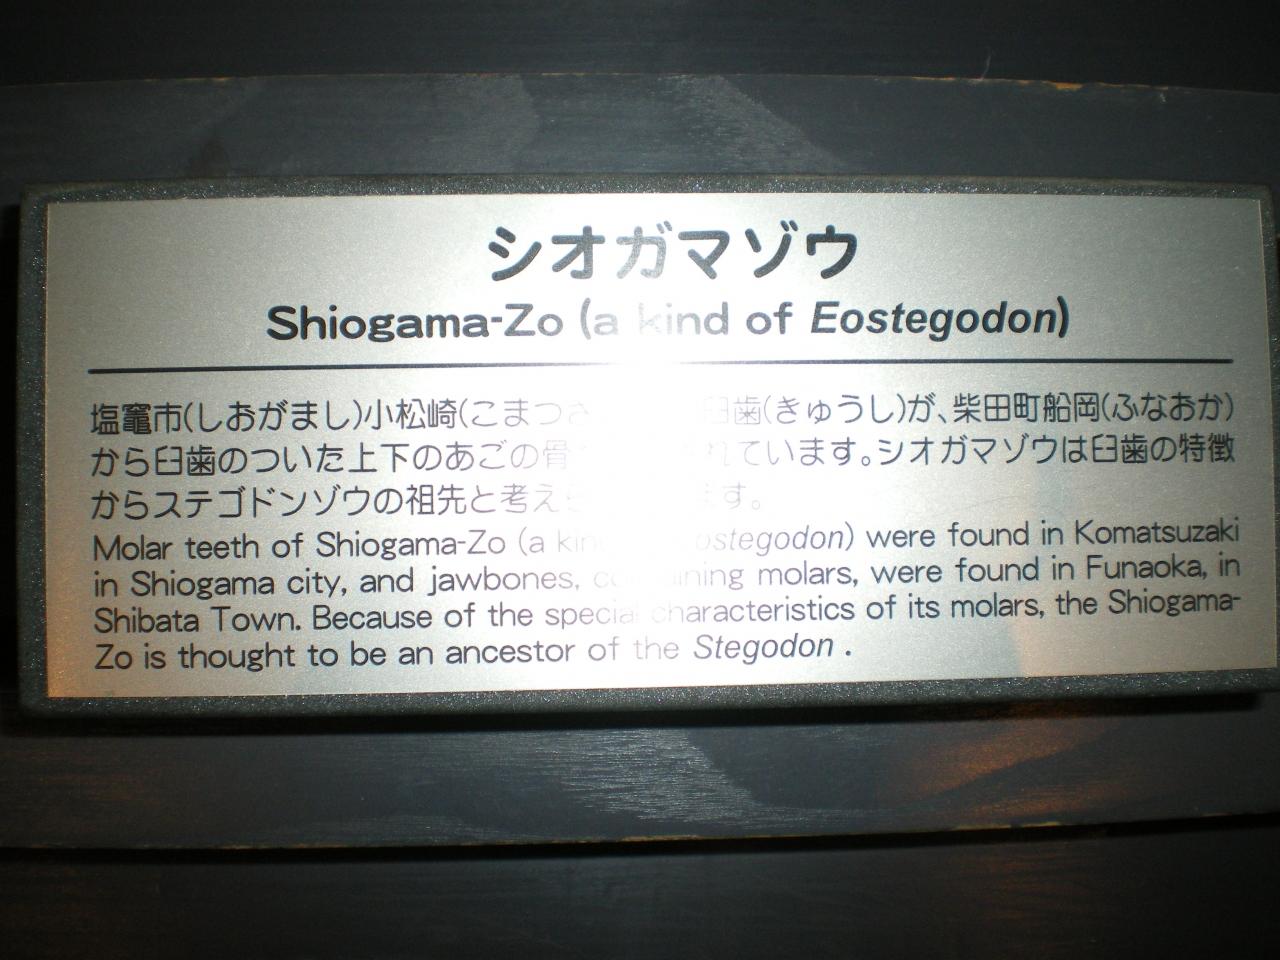 シオガマゾウ
Shiogama-Zo (a kind of Eostegodon)
塩竈市(しおがまし)小松崎(こまつざ 臼歯(きゅうし)が、柴田町船岡(ふなおか)
から臼歯のついた上下のあごの骨 れています。シオガマゾウは臼歯の特徴
からステゴドンゾウの祖先と考え ます。
Molar teeth of Shiogama-Zo (a kind Eostegodon) were found in Komatsuzaki
in Shiogama city, and jawbones, containing molars, were found in Funaoka, in
Shibata Town. Because of the special characteristics of its molars, the Shiogama-
Zo is thought to be an ancestor of the Stegodon .